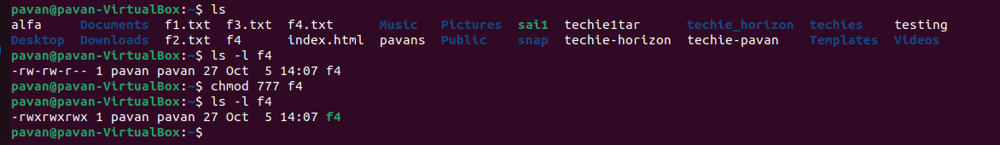 pavan@pavan-VirtualBox:~$ ls
alfa     Documents  f1.txt  f3.txt  f4.txt      Music   Pictures  sai1  techie1tar      techie_horizon  techies    testing
Desktop  Downloads  f2.txt  f4      index.html  pavans  Public    snap  techie-horizon  techie-pavan    Templates  Videos
pavan@pavan-VirtualBox:~$ ls -l f4
-rw-rw-r-- 1 pavan pavan 27 Oct  5 14:07 f4
pavan@pavan-VirtualBox:~$ chmod 777 f4
pavan@pavan-VirtualBox:~$ ls -l f4
-rwxrwxrwx 1 pavan pavan 27 Oct  5 14:07 f4
pavan@pavan-VirtualBox:~$